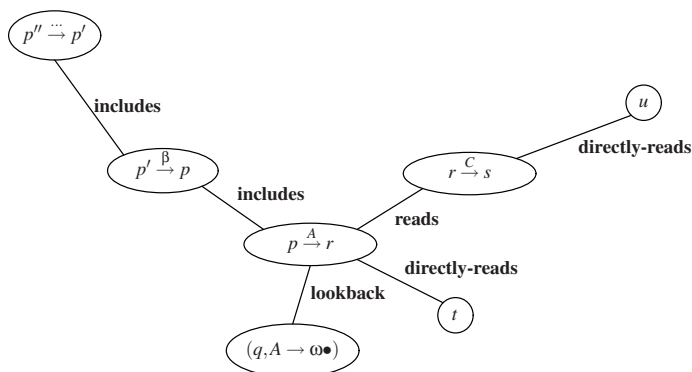 p'' →^{...} p'
includes
u
directly-reads
p' →^{β} p
r →^{C} s
includes
reads
p →^{A} r
directly-reads
lookback
t
(q, A → ω•)